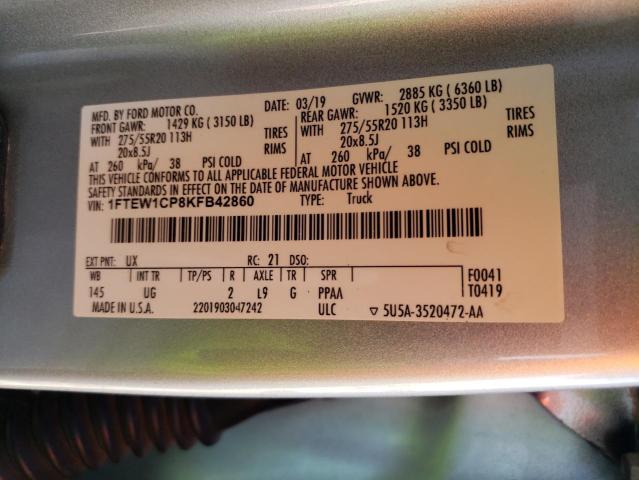 MFD. BY FORD MOTOR CO.
DATE: 03/19 GVWR: 2885 KG ( 6360 LB)
FRONT GAWR: 1429 KG ( 3150 LB) REAR GAWR: 1520 KG ( 3350 LB)
WITH 275/55R20 113H TIRES WITH 275/55R20 113H TIRES
20x8.5J RIMS 20x8.5J RIMS
AT 260 kPa/ 38 PSI COLD AT 260 kPa/ 38 PSI COLD
THIS VEHICLE CONFORMS TO ALL APPLICABLE FEDERAL MOTOR VEHICLE
SAFETY STANDARDS IN EFFECT ON THE DATE OF MANUFACTURE SHOWN ABOVE.
VIN: 1FTEW1CP8KFB42860 TYPE: Truck
EXT PNT: UX RC: 21 DSO:
WB INT TR TP/PS R AXLE TR SPR F0041
145 UG 2 L9 G PPAA T0419
MADE IN U.S.A. 2201903047242 ULC ▽ 5U5A-3520472-AA